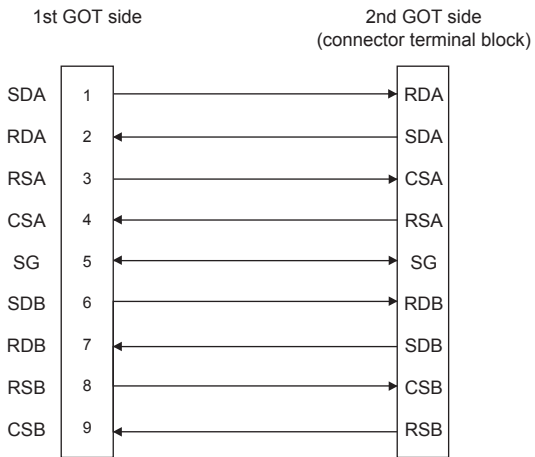 1st GOT side
2nd GOT side
(connector terminal block)
SDA 1 RDA
RDA 2 SDA
RSA 3 CSA
CSA 4 RSA
SG 5 SG
SDB 6 RDB
RDB 7 SDB
RSB 8 CSB
CSB 9 RSB